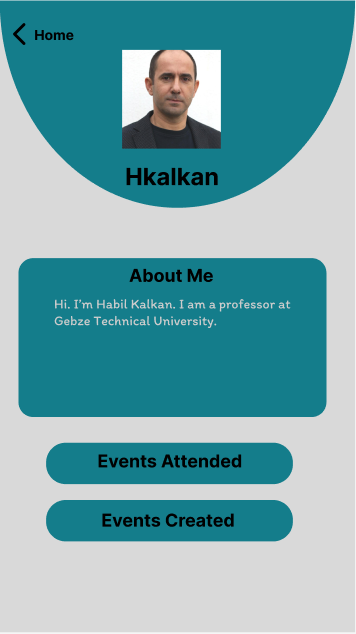 Home
Hkalkan
About Me
Hi. I'm Habil Kalkan. I am a professor at
Gebze Technical University.
Events Attended
Events Created